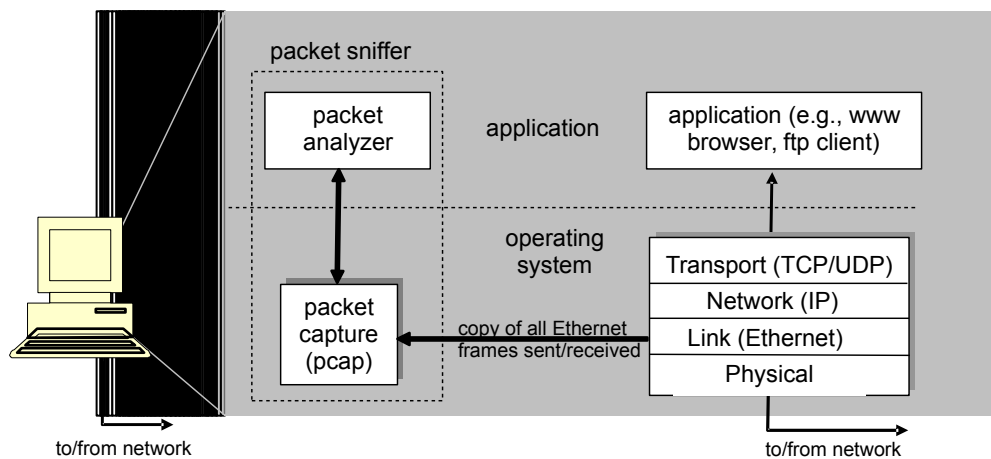 packet sniffer
packet
analyzer
application
application (e.g., www
browser, ftp client)
operating
system
packet
capture
(pcap)
copy of all Ethernet
frames sent/received
Transport (TCP/UDP)
Network (IP)
Link (Ethernet)
Physical
to/from network
to/from network